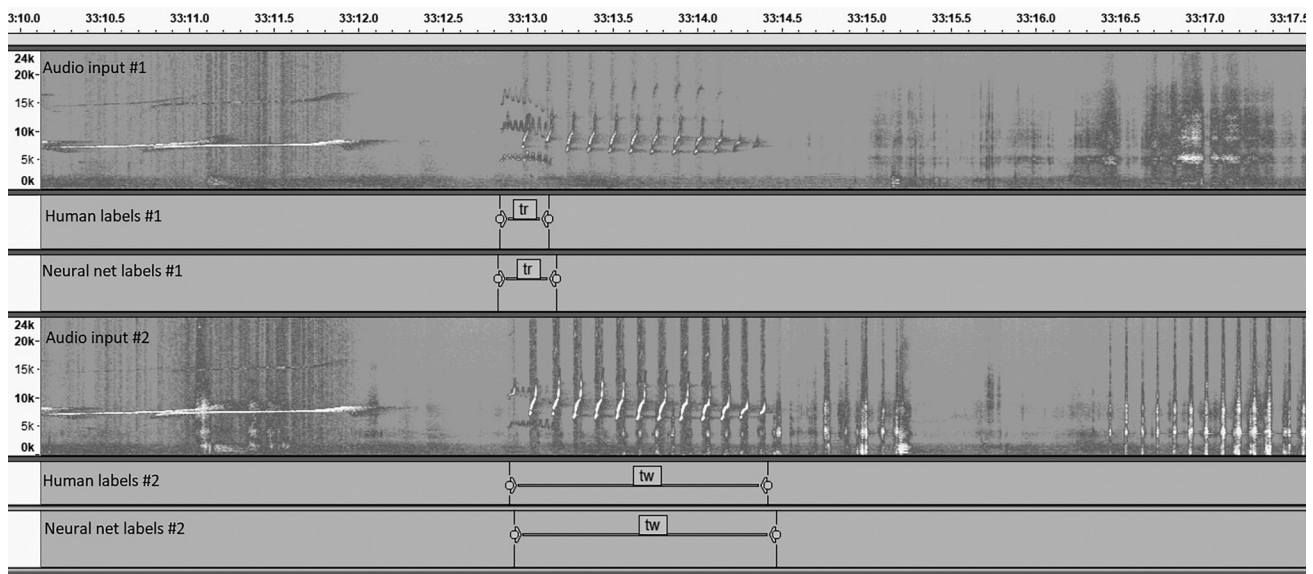 3:10.0 33:10.5 33:11.0 33:11.5 33:12.0 33:12.5 33:13.0 33:13.5 33:14.0 33:14.5 33:15.0 33:15.5 33:16.0 33:16.5 33:17.0 33:17.5
24k
Audio input #1
20k
15k
10k
5k
0k
Human labels #1
tr
Neural net labels #1
tr
24k
Audio input #2
20k
15k
10k
5k
0k
Human labels #2
tw
Neural net labels #2
tw